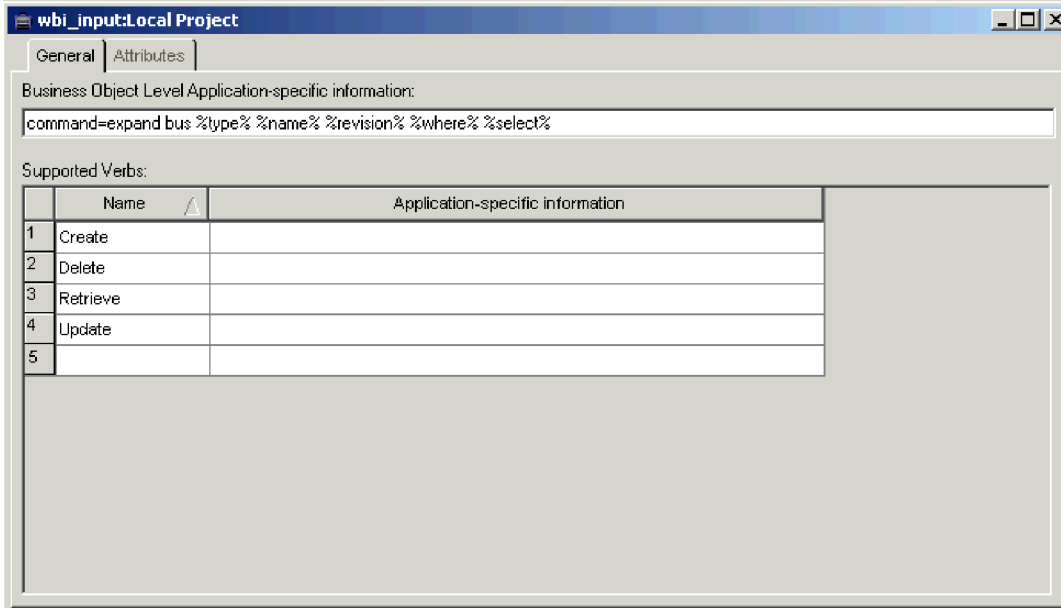 wbi_input:Local Project
General Attributes
Business Object Level Application-specific information:
command=expand bus %type% %name% %revision% %where% %select%
Supported Verbs:
Name Application-specific information
1 Create
2 Delete
3 Retrieve
4 Update
5